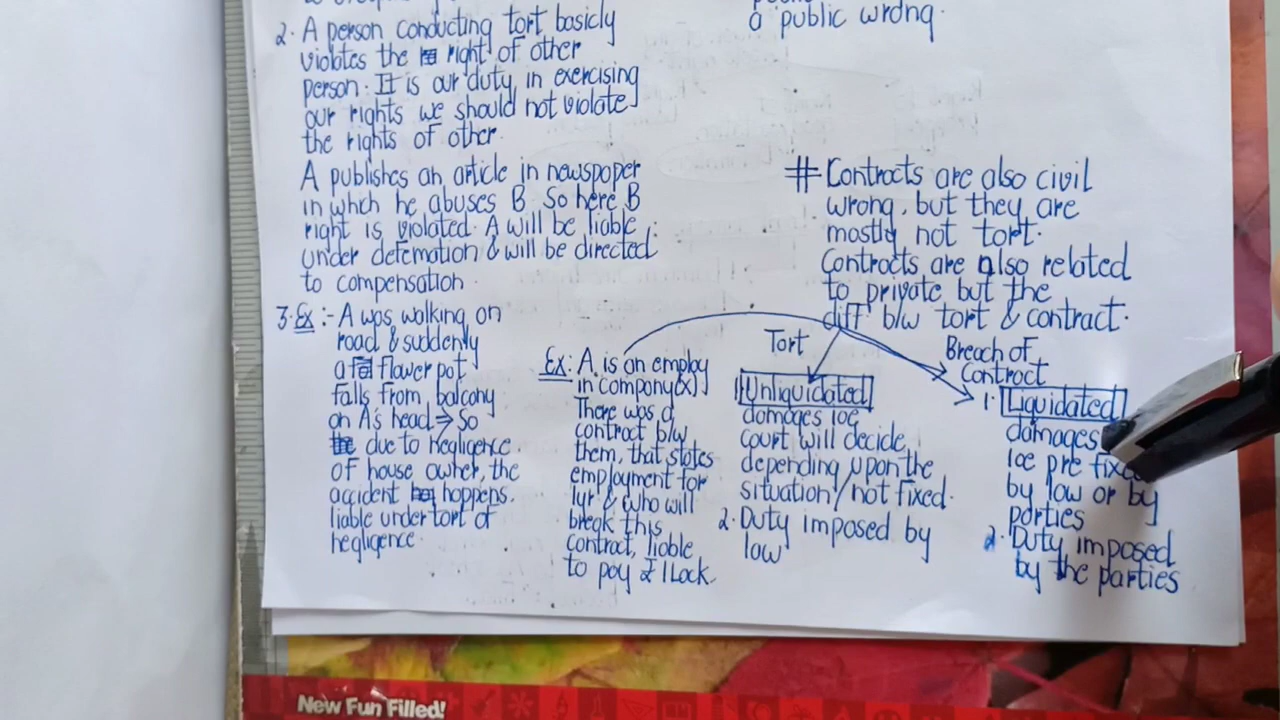 2. A person conducting tort basicly
violates the right of other
person. It is our duty, in exercising
our rights we should not violate
the rights of other.
A publishes an article in newspaper
in whch he abuses B. So here B
right is violated. A will be liable
under defemation & will be directed
to compensation.
3. Ex :- A was walking on
road & suddenly
a flower pot
falls from balcony
on A's head → So
due to negligence
of house owner, the
accident happens.
liable under tort of
negligence.
a public wrong.
# Contracts are also civil
wrong, but they are
mostly not tort.
Contracts are also related
to private but the
diff b/w tort & contract.
Ex: A is an employ
in company(x)
There was a
contract b/w
them, that states
employment for
1yr & who will
break this
contract, liable
to pay ₹ 1 Lack.
Tort
1. Unliquidated
damages ioe
court will decide,
depending upon the
situation/not fixed.
2. Duty imposed by
law
Breach of
Contract
1. Liquidated
damages
ioe pre
by law or by
parties
2. Duty imposed
by the parties
New Fun Filled!